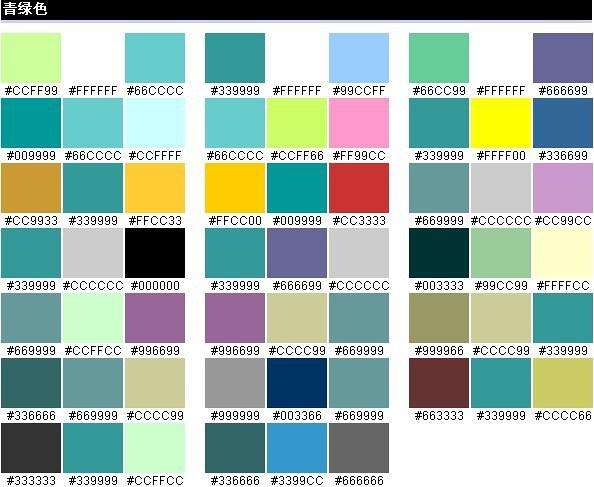 青绿色
#CCFF99 #FFFFFF #66CCCC #339999 #FFFFFF #99CCFF #66CC99 #FFFFFF #666699
#009999 #66CCCC #CCFFFF #66CCCC #CCFF66 #FF99CC #339999 #FFFF00 #336699
#CC9933 #339999 #FFCC33 #FFCC00 #009999 #CC3333 #669999 #CCCCCC #CC99CC
#339999 #CCCCCC #000000 #339999 #666699 #CCCCCC #003333 #99CC99 #FFFFCC
#669999 #CCFFCC #996699 #996699 #CCCC99 #669999 #999966 #CCCC99 #339999
#336666 #669999 #CCCC99 #999999 #003366 #669999 #663333 #339999 #CCCC66
#333333 #339999 #CCFFCC #336666 #3399CC #666666